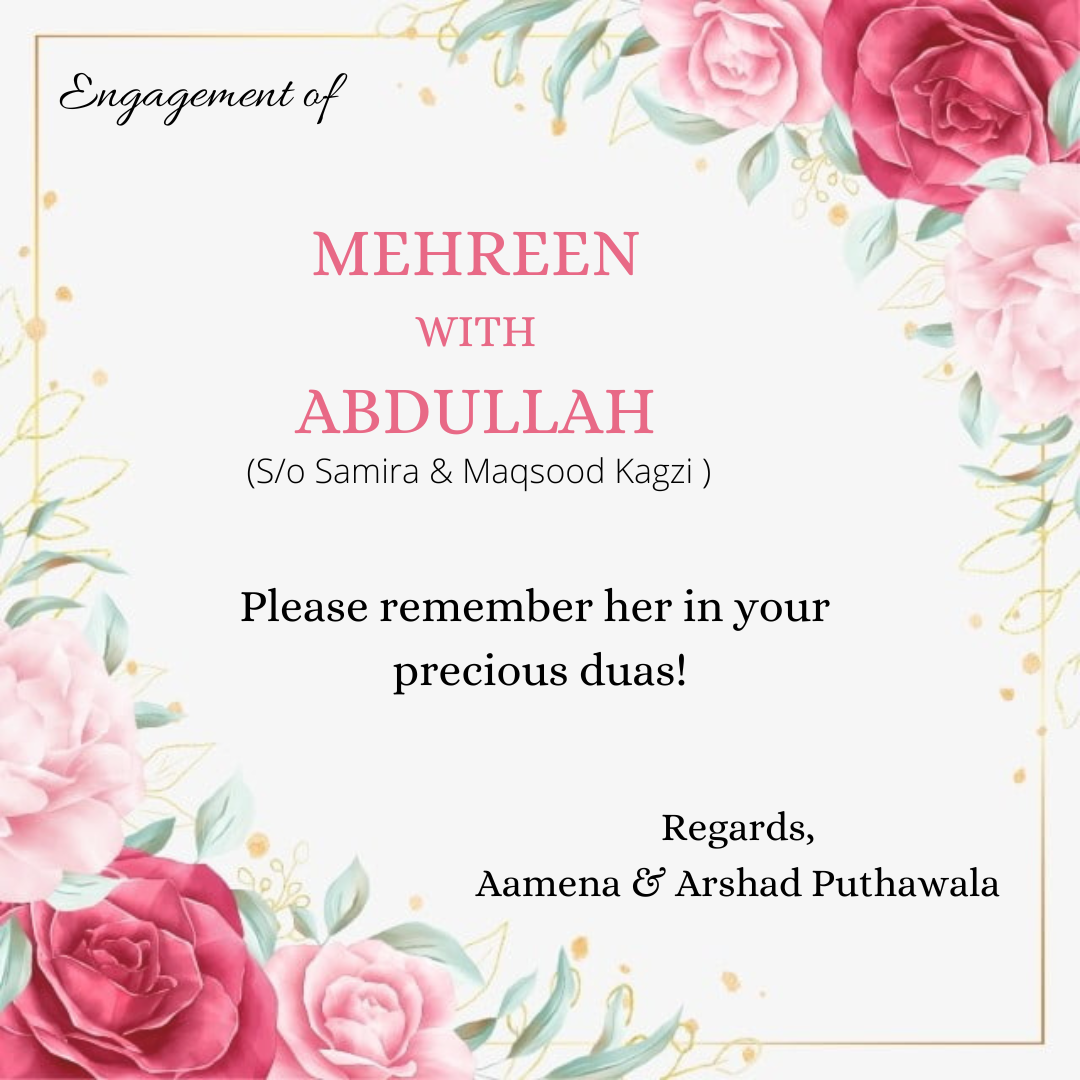 Engagement of
MEHREEN
WITH
ABDULLAH
(S/o Samira & Maqsood Kagzi )
Please remember her in your
precious duas!
Regards,
Aamena & Arshad Puthawala